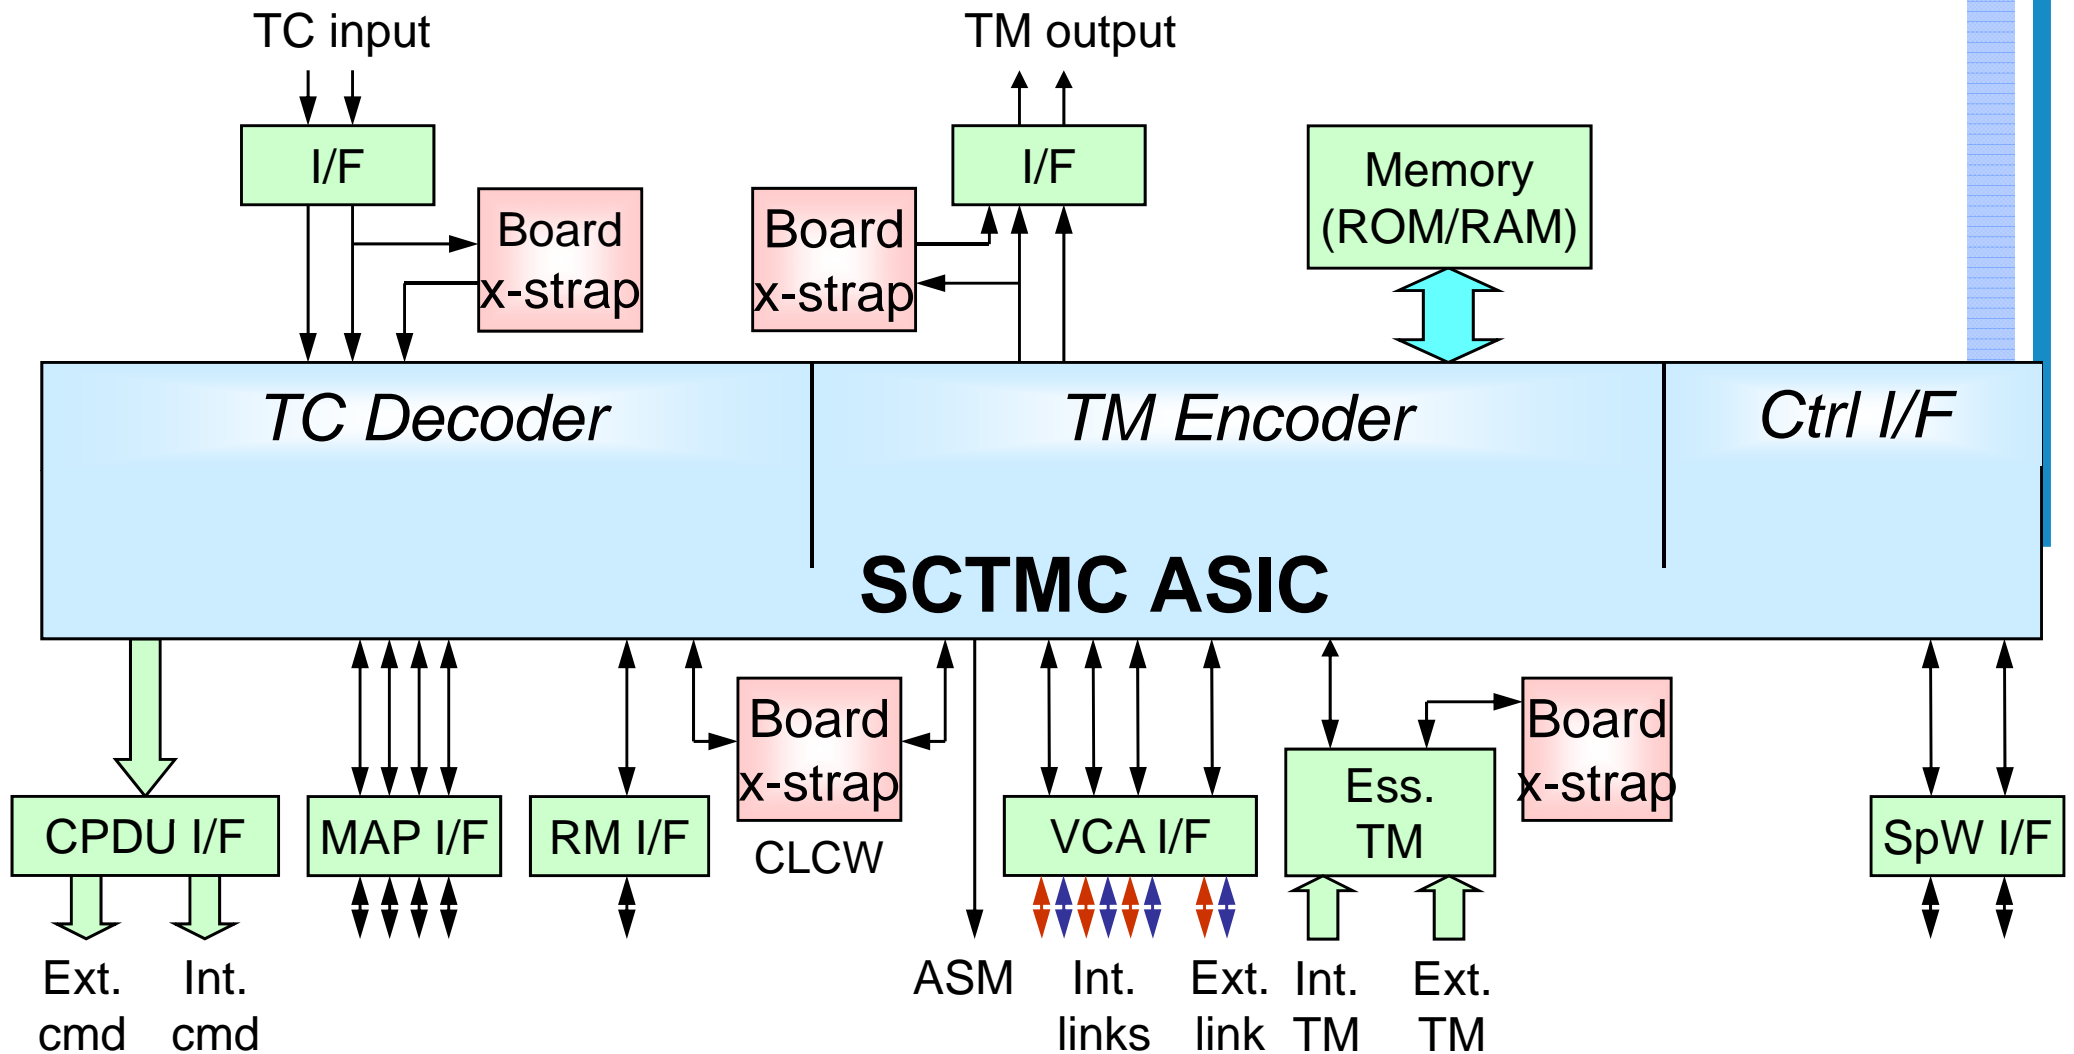 TC input
TM output
I/F
I/F
Board
x-strap
Board
x-strap
Memory
(ROM/RAM)
TC Decoder
TM Encoder
Ctrl I/F
SCTMC ASIC
Board
x-strap
CLCW
Board
x-strap
CPDU I/F
MAP I/F
RM I/F
VCA I/F
Ess.
TM
SpW I/F
Ext.
cmd
Int.
cmd
ASM
Int.
links
Ext.
link
Int.
TM
Ext.
TM